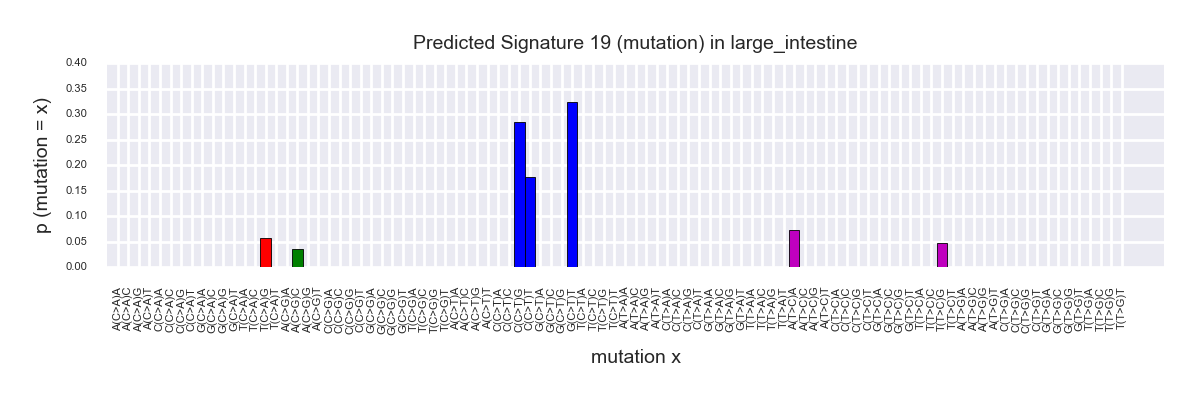 Predicted Signature 19 (mutation) in large_intestine
p (mutation = x)
0.40
0.35
0.30
0.25
0.20
0.15
0.10
0.05
0.00
A(C>A)A
A(C>A)C
A(C>A)G
A(C>A)T
C(C>A)A
C(C>A)C
C(C>A)G
C(C>A)T
G(C>A)A
G(C>A)C
G(C>A)G
G(C>A)T
T(C>A)A
T(C>A)C
T(C>A)G
T(C>A)T
A(C>G)A
A(C>G)C
A(C>G)G
A(C>G)T
C(C>G)A
C(C>G)C
C(C>G)G
C(C>G)T
G(C>G)A
G(C>G)C
G(C>G)G
G(C>G)T
T(C>G)A
T(C>G)C
T(C>G)G
T(C>G)T
A(C>T)A
A(C>T)C
A(C>T)G
A(C>T)T
C(C>T)A
C(C>T)C
C(C>T)G
C(C>T)T
G(C>T)A
G(C>T)C
G(C>T)G
G(C>T)T
T(C>T)A
T(C>T)C
T(C>T)G
T(C>T)T
A(T>A)A
A(T>A)C
A(T>A)G
A(T>A)T
C(T>A)A
C(T>A)C
C(T>A)G
C(T>A)T
G(T>A)A
G(T>A)C
G(T>A)G
G(T>A)T
T(T>A)A
T(T>A)C
T(T>A)G
T(T>A)T
A(T>C)A
A(T>C)C
A(T>C)G
A(T>C)T
C(T>C)A
C(T>C)C
C(T>C)G
C(T>C)T
G(T>C)A
G(T>C)C
G(T>C)G
G(T>C)T
T(T>C)A
T(T>C)C
T(T>C)G
T(T>C)T
A(T>G)A
A(T>G)C
A(T>G)G
A(T>G)T
C(T>G)A
C(T>G)C
C(T>G)G
C(T>G)T
G(T>G)A
G(T>G)C
G(T>G)G
G(T>G)T
T(T>G)A
T(T>G)C
T(T>G)G
T(T>G)T
mutation x